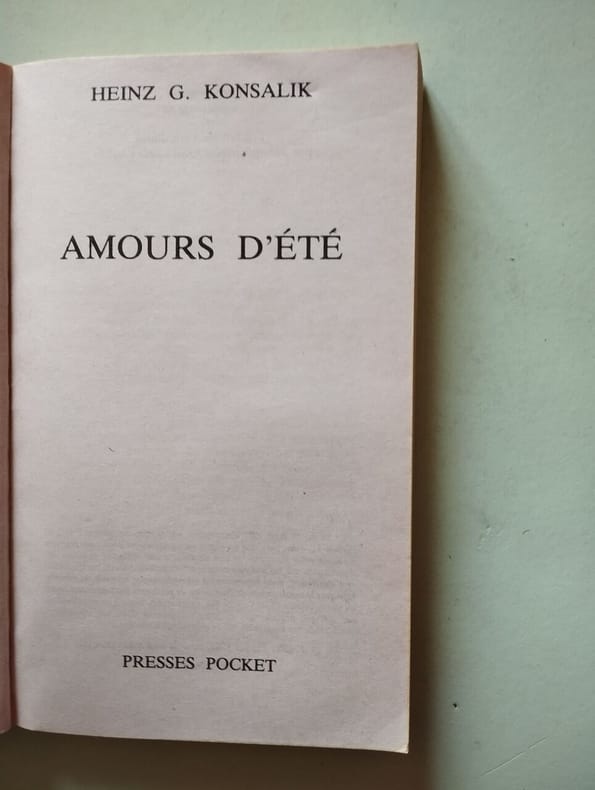 HEINZ G. KONSALIK
AMOURS D'ÉTÉ
PRESSES POCKET